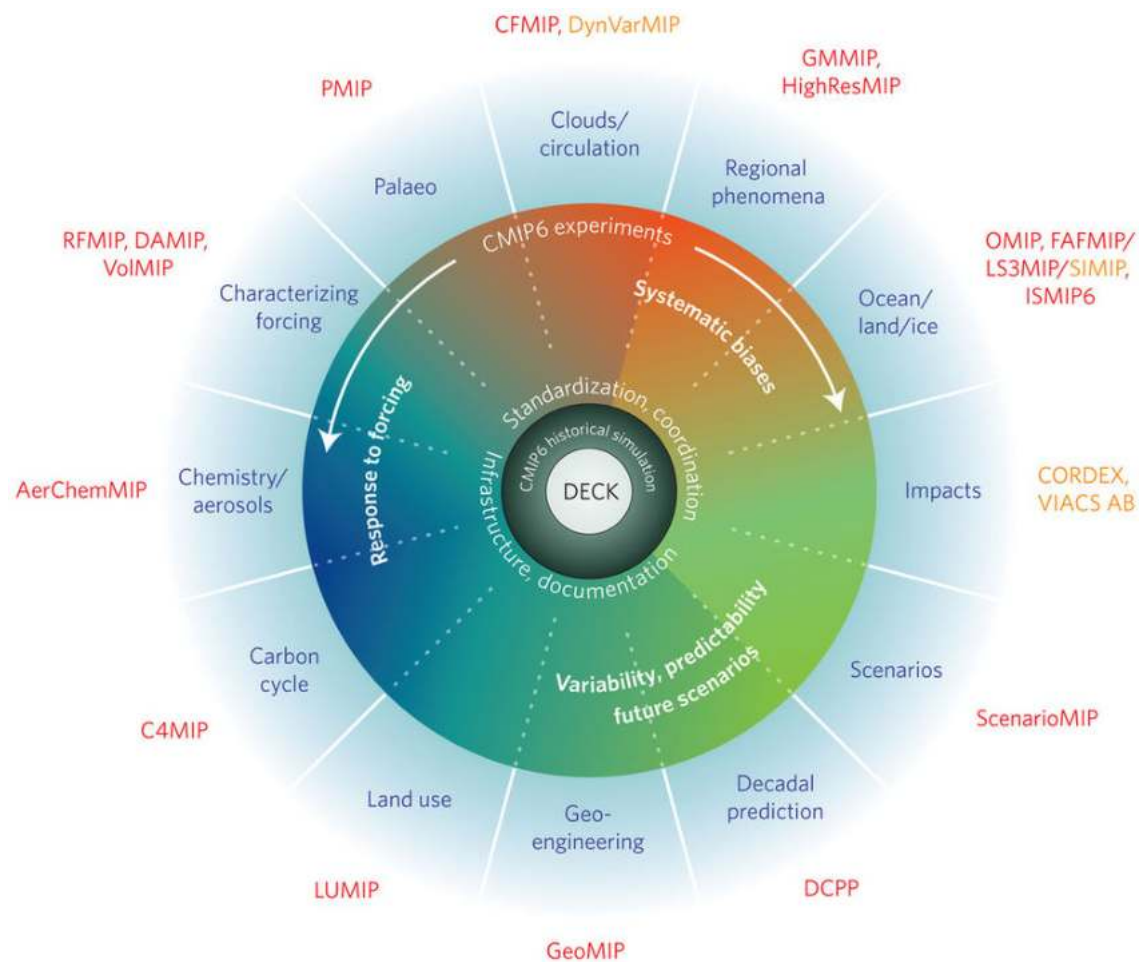 CFMIP, DynVarMIP
GMMIP,
HighResMIP
PMIP
Clouds/
circulation
Regional
phenomena
Palaeo
RFMIP, DAMIP,
VolMIP
OMIP, FAFMIP/
LS3MIP/SIMIP,
ISMIP6
Characterizing
forcing
Ocean/
land/ice
CMIP6 experiments
Systematic biases
Response to forcing
Standardization, coordination
CMIP6 historical simulation
DECK
Infrastructure, documentation
AerChemMIP
Chemistry/
aerosols
Impacts
CORDEX,
VIACS AB
Variability, predictability
future scenarios
Carbon
cycle
Scenarios
C4MIP
ScenarioMIP
Land use
Geo-
engineering
Decadal
prediction
LUMIP
DCPP
GeoMIP